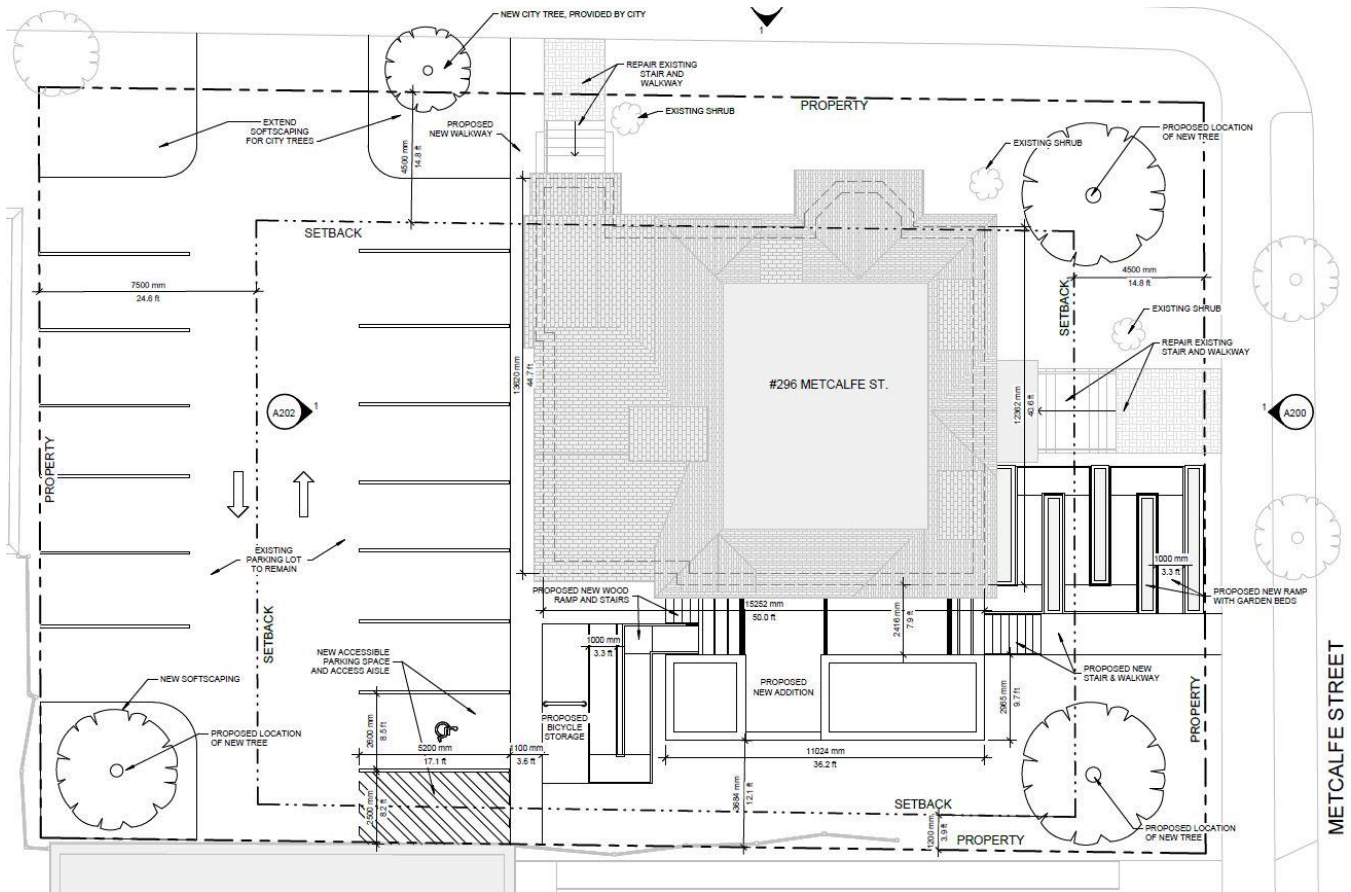 NEW CITY TREE, PROVIDED BY CITY
1
REPAIR EXISTING
STAIR AND
WALKWAY
EXISTING SHRUB
PROPERTY
EXTEND
SOFTSCAPING
FOR CITY TREES
PROPOSED
NEW WALKWAY
4500 mm
14.8 ft
EXISTING SHRUB
PROPOSED LOCATION
OF NEW TREE
SETBACK
7500 mm
24.6 ft
4500 mm
14.8 ft
SETBACK
EXISTING SHRUB
REPAIR EXISTING
STAIR AND WALKWAY
13620 mm
44.7 ft
#296 METCALFE ST.
12362 mm
40.6 ft
A202
1
1
A200
PROPERTY
EXISTING
PARKING LOT
TO REMAIN
1000 mm
3.3 ft
PROPOSED NEW RAMP
WITH GARDEN BEDS
PROPOSED NEW WOOD
RAMP AND STAIRS
15252 mm
50.0 ft
2416 mm
7.9 ft
SETBACK
1000 mm
3.3 ft
NEW ACCESSIBLE
PARKING SPACE
AND ACCESS AISLE
PROPOSED
NEW ADDITION
PROPOSED NEW
STAIR & WALKWAY
2965 mm
9.7 ft
PROPERTY
METCALFE STREET
NEW SOFTSCAPING
PROPOSED LOCATION
OF NEW TREE
PROPOSED
BICYCLE
STORAGE
2600 mm
8.5 ft
5200 mm
17.1 ft
1100 mm
3.6 ft
11024 mm
36.2 ft
2500 mm
8.2 ft
3684 mm
12.1 ft
SETBACK
1200 mm
3.9 ft
PROPERTY
PROPOSED LOCATION
OF NEW TREE